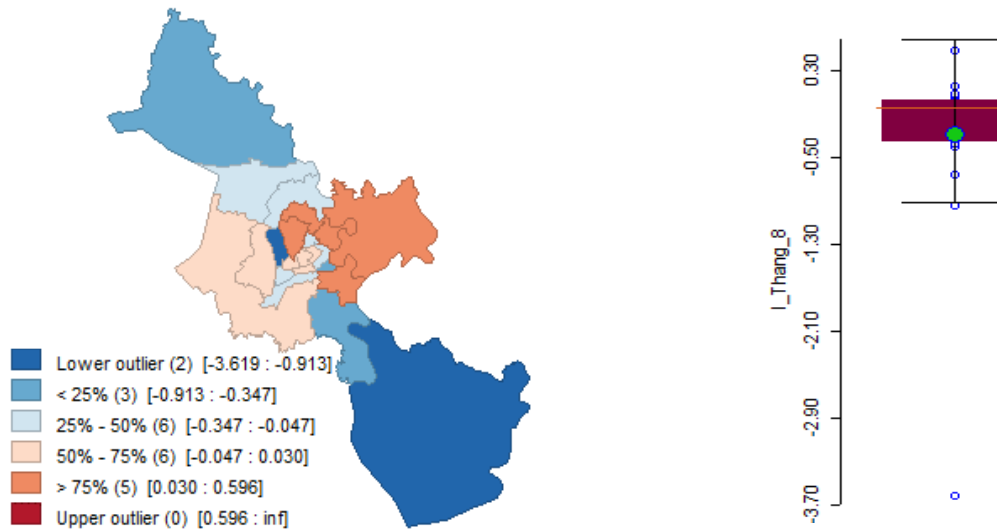 Lower outlier (2) [-3.619 : -0.913]
< 25% (3) [-0.913 : -0.347]
25% - 50% (6) [-0.347 : -0.047]
50% - 75% (6) [-0.047 : 0.030]
> 75% (5) [0.030 : 0.596]
Upper outlier (0) [0.596 : inf]
I_Thang_8
0.30
-0.50
-1.30
-2.10
-2.90
-3.70